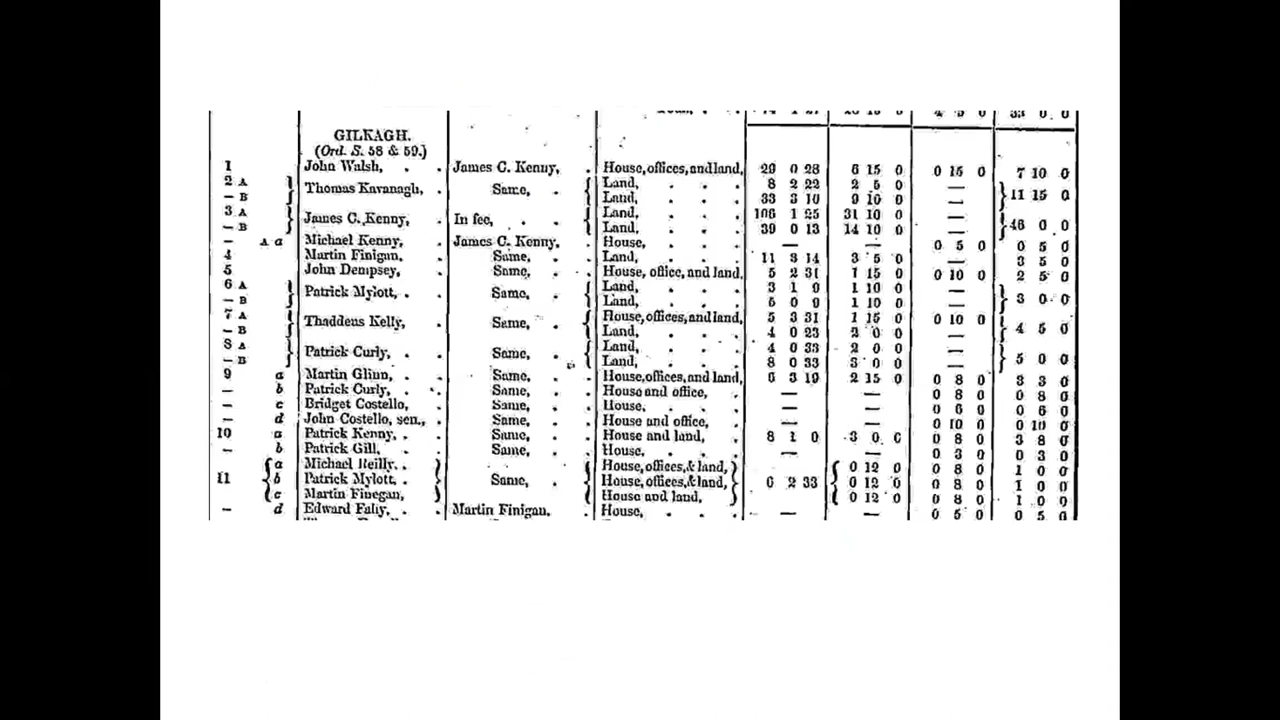 GILKAGH.
(Ord. S. 58 & 59.)
1 John Walsh, . . James C. Kenny, . House, offices, and land, 29 0 28 6 15 0 0 15 0 7 10 0
2 A Thomas Kavanagh, . Same, . Land, . . . 8 2 22 2 5 0 — 11 15 0
– B Land, . . . 33 3 10 9 10 0 —
3 A James C. Kenny, . In fee, . . Land, . . . 106 1 25 31 10 0 — 46 0 0
– B Land, . . . 39 0 13 14 10 0 —
– A a Michael Kenny, . James C. Kenny, . House, . . . — — 0 5 0 0 5 0
4 Martin Finigan, . Same, . . Land, . . . 11 3 14 3 5 0 — 3 5 0
5 John Dempsey, . Same, . . House, office, and land, 5 2 31 1 15 0 0 10 0 2 5 0
6 A Patrick Mylott, . . Same, . Land, . . . 3 1 9 1 10 0 — 3 0 0
– B Land, . . . 1 10 0 —
7 A Thaddeus Kelly, . Same, . House, offices, and land, 5 3 31 1 15 0 0 10 0 4 5 0
– B Land, . . . 4 0 23 2 0 0 —
8 A Patrick Curly, . . Same, . Land, . . . 4 0 33 2 0 0 — 5 0 0
– B Land, . . . 8 0 33 3 0 0 —
9 a Martin Glinn, . . Same, . . House, offices, and land, 6 3 19 2 15 0 0 8 0 3 3 0
– b Patrick Curly, . . Same, . . House and office, . — — 0 8 0 0 8 0
– c Bridget Costello, . Same, . . House, . . . — — 0 6 0 0 6 0
– d John Costello, sen., . Same, . . House and office, . — — 0 10 0 0 10 0
10 a Patrick Kenny, . . Same, . . House and land, . 8 1 0 3 0 0 0 8 0 3 8 0
– b Patrick Gill, . . Same, . . House, . . . — — 0 3 0 0 3 0
a Michael Reilly, . House, offices, & land, 0 12 0 0 8 0 1 0 0
11 b Patrick Mylott, . Same, . House, offices, & land, 6 2 33 0 12 0 0 8 0 1 0 0
c Martin Finegan, House and land, . 0 12 0 0 8 0 1 0 0
– d Edward Fahy, . . Martin Finigan, . House, . . . — — 0 5 0 0 5 0